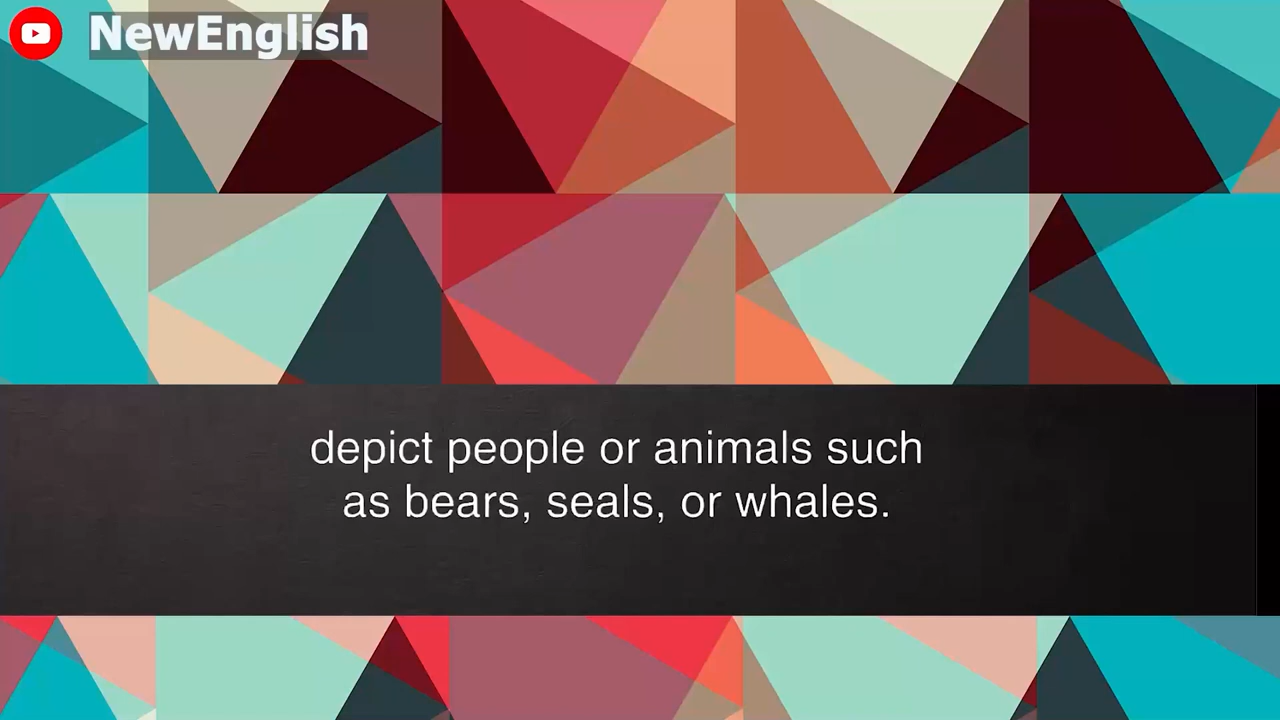 NewEnglish
depict people or animals such
as bears, seals, or whales.